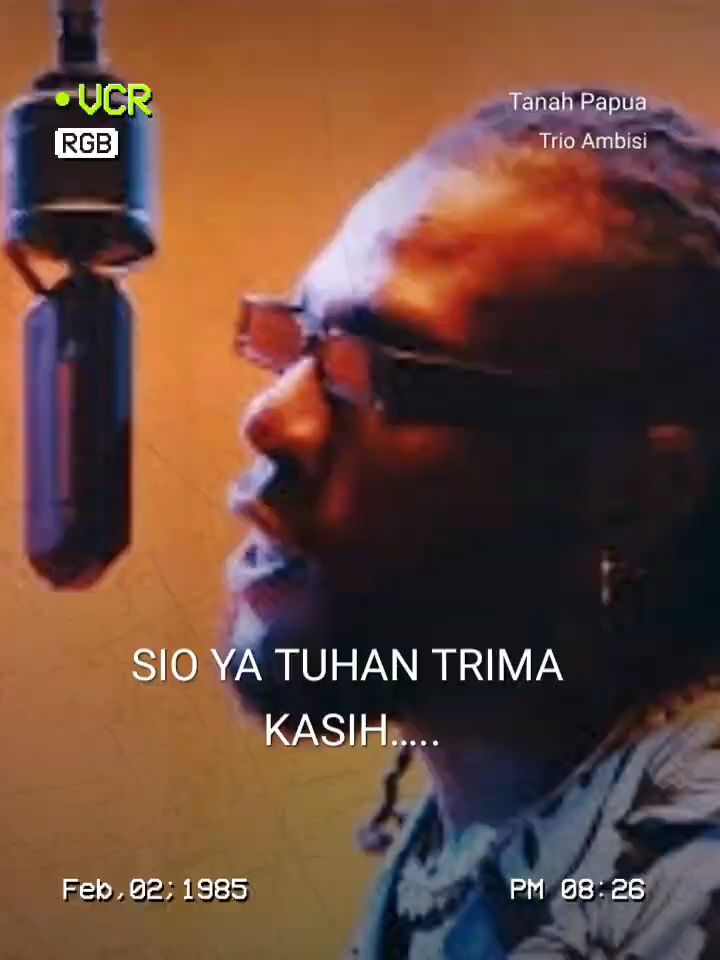 •VCR
RGB
Tanah Papua
Trio Ambisi
SIO YA TUHAN TRIMA
KASIH.....
Feb.02;1985
PM 08:26